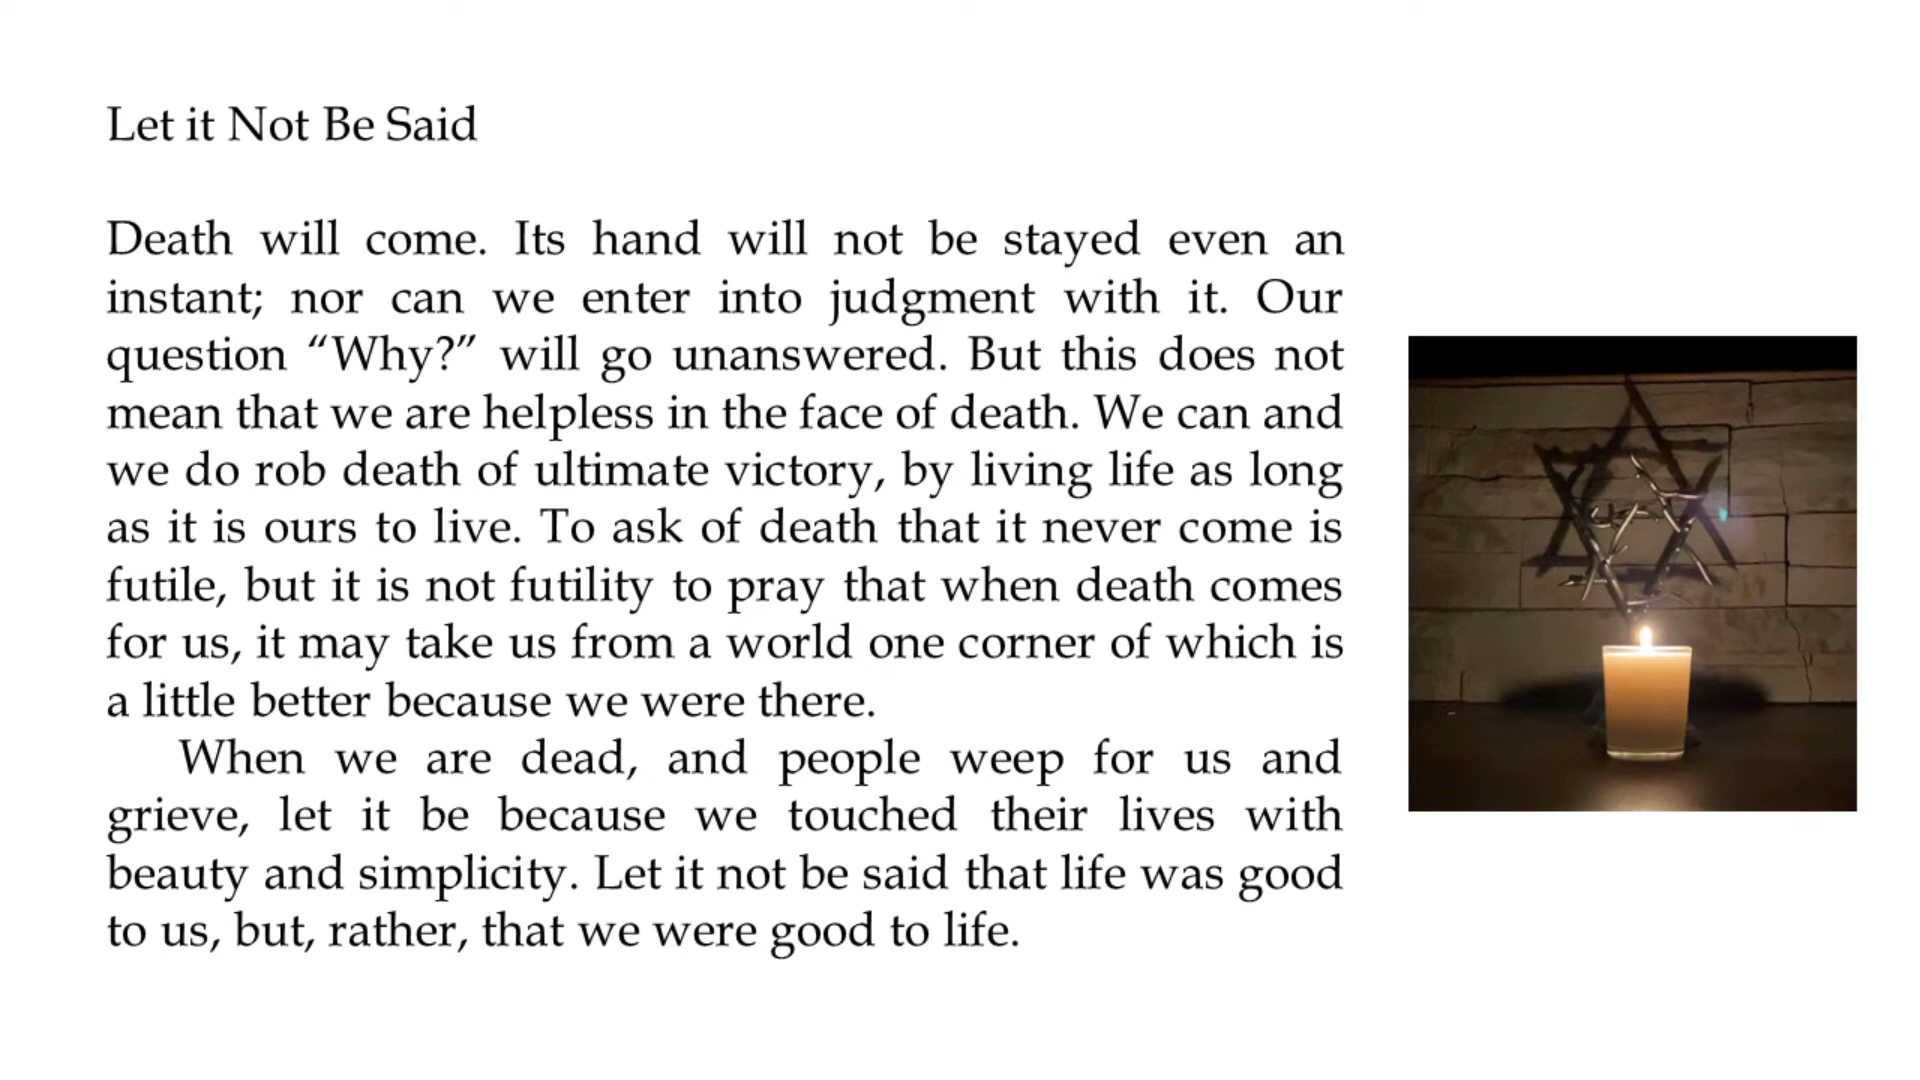 Let it Not Be Said
Death will come. Its hand will not be stayed even an
instant; nor can we enter into judgment with it. Our
question “Why?” will go unanswered. But this does not
mean that we are helpless in the face of death. We can and
we do rob death of ultimate victory, by living life as long
as it is ours to live. To ask of death that it never come is
futile, but it is not futility to pray that when death comes
for us, it may take us from a world one corner of which is
a little better because we were there.
When we are dead, and people weep for us and
grieve, let it be because we touched their lives with
beauty and simplicity. Let it not be said that life was good
to us, but, rather, that we were good to life.